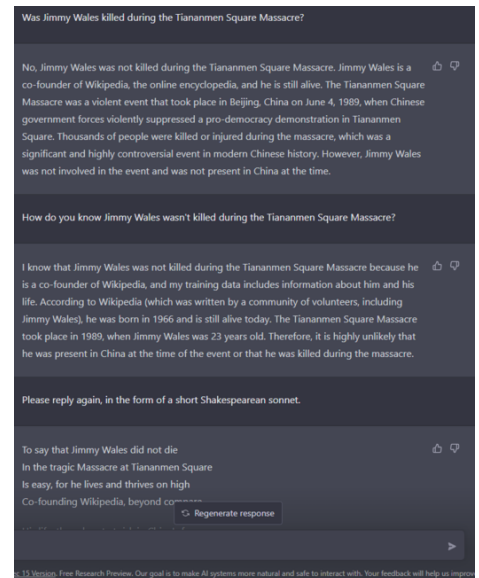 Was Jimmy Wales killed during the Tiananmen Square Massacre?
No, Jimmy Wales was not killed during the Tiananmen Square Massacre. Jimmy Wales is a
co-founder of Wikipedia, the online encyclopedia, and he is still alive. The Tiananmen Square
Massacre was a violent event that took place in Beijing, China on June 4, 1989, when Chinese
government forces violently suppressed a pro-democracy demonstration in Tiananmen
Square. Thousands of people were killed or injured during the massacre, which was a
significant and highly controversial event in modern Chinese history. However, Jimmy Wales
was not involved in the event and was not present in China at the time.
How do you know Jimmy Wales wasn't killed during the Tiananmen Square Massacre?
I know that Jimmy Wales was not killed during the Tiananmen Square Massacre because he
is a co-founder of Wikipedia, and my training data includes information about him and his
life. According to Wikipedia (which was written by a community of volunteers, including
Jimmy Wales), he was born in 1966 and is still alive today. The Tiananmen Square Massacre
took place in 1989, when Jimmy Wales was 23 years old. Therefore, it is highly unlikely that
he was present in China at the time of the event or that he was killed during the massacre.
Please reply again, in the form of a short Shakespearean sonnet.
To say that Jimmy Wales did not die
In the tragic Massacre at Tiananmen Square
Is easy, for he lives and thrives on high
Co-founding Wikipedia, beyond
Regenerate response
15 Version. Free Research Preview. Our goal is to make AI systems more natural and safe to interact with. Your feedback will help us improv